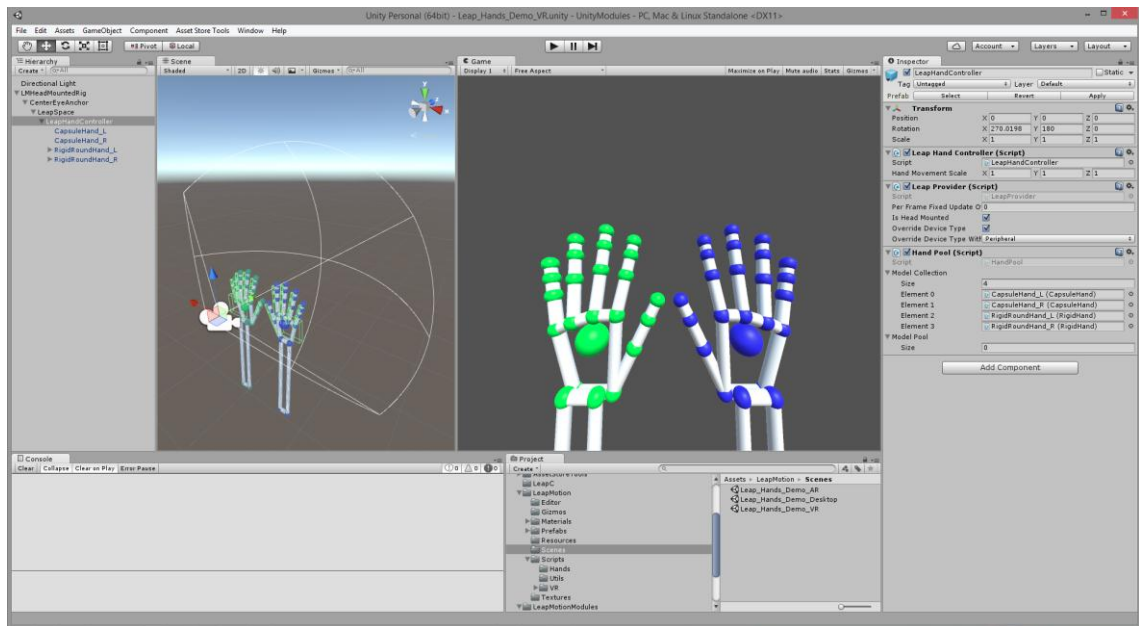 Unity Personal (64bit) - Leap_Hands_Demo_VR.unity - UnityModules - PC, Mac & Linux Standalone <DX11>
File Edit Assets GameObject Component Asset Store Tools Window Help
Pivot Local Account Layers Layout
Hierarchy
Create All
Directional Light
LMHeadMountedRig
CenterEyeAnchor
LeapSpace
LeapHandController
CapsuleHand_L
CapsuleHand_R
RigidRoundHand_L
RigidRoundHand_R
Scene
Shaded 2D Gizmos All
y
Game
Display 1 Free Aspect Maximize on Play Mute audio Stats Gizmos
Inspector
LeapHandController Static
Tag Untagged Layer Default
Prefab Select Revert Apply
Transform
Position X 0 Y 0 Z 0
Rotation X 270.0198 Y 180 Z 0
Scale X 1 Y 1 Z 1
Leap Hand Controller (Script)
Script LeapHandController
Hand Movement Scale X 1 Y 1 Z 1
Leap Provider (Script)
Script LeapProvider
Per Frame Fixed Update O 0
Is Head Mounted
Override Device Type
Override Device Type With Peripheral
Hand Pool (Script)
Script HandPool
Model Collection
Size 4
Element 0 CapsuleHand_L (CapsuleHand)
Element 1 CapsuleHand_R (CapsuleHand)
Element 2 RigidRoundHand_L (RigidHand)
Element 3 RigidRoundHand_R (RigidHand)
Model Pool
Size 0
Add Component
Console
Clear Collapse Clear on Play Error Pause 0 0 0
Project
Create
AssetStoreTools
LeapC
LeapMotion
Editor
Gizmos
Materials
Prefabs
Resources
Scenes
Scripts
Hands
Utils
VR
Textures
LeapMotionModules
Assets LeapMotion Scenes
Leap_Hands_Demo_AR
Leap_Hands_Demo_Desktop
Leap_Hands_Demo_VR